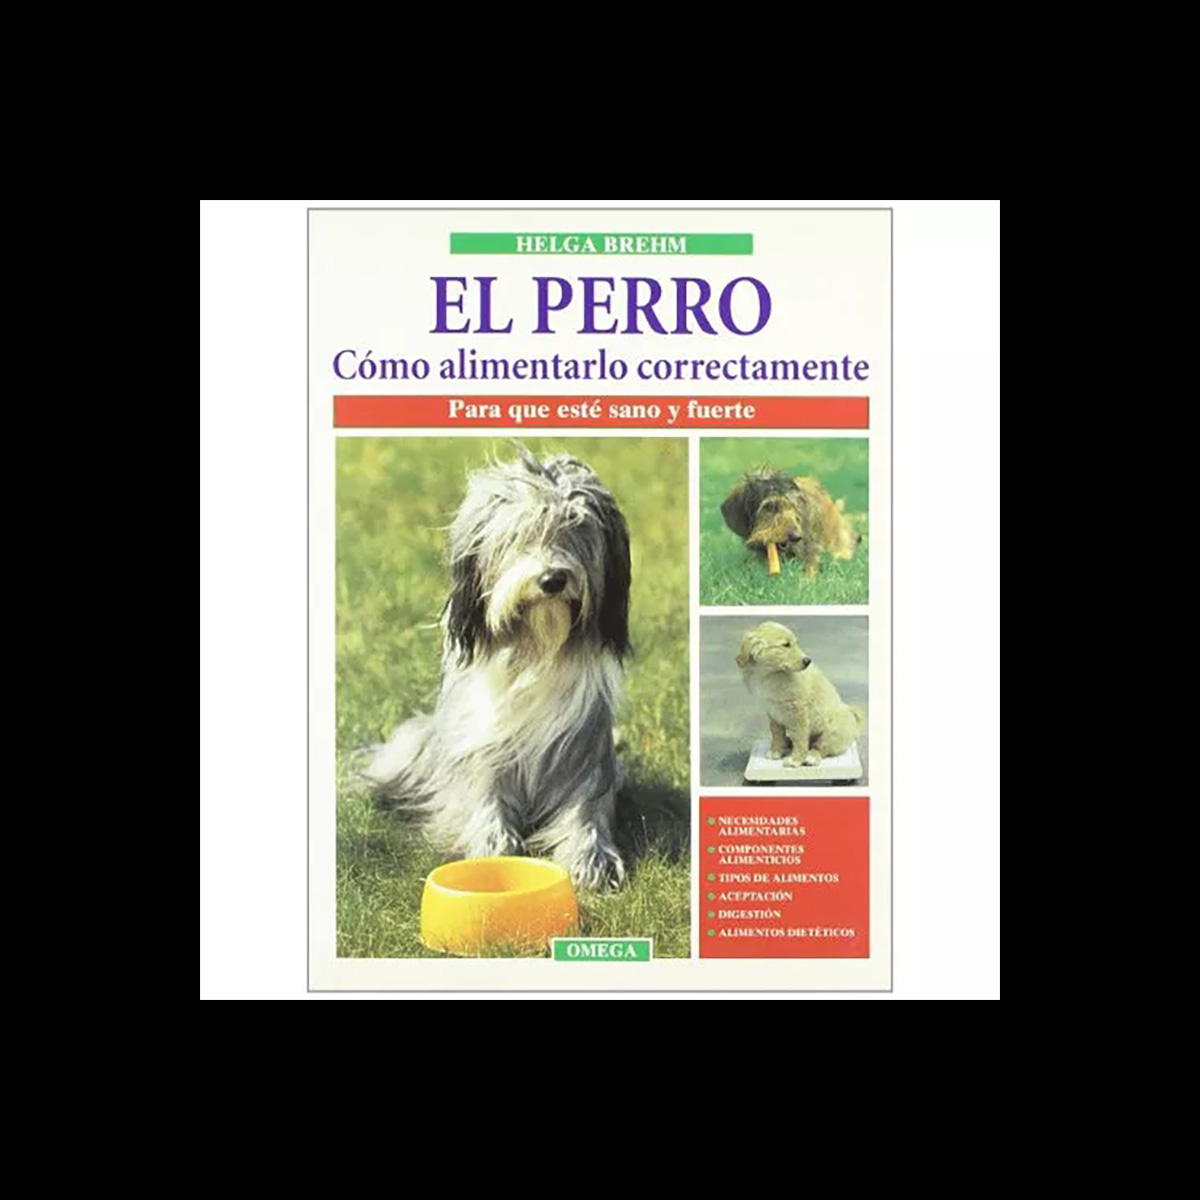 HELGA BREHM
EL PERRO
Cómo alimentarlo correctamente
Para que esté sano y fuerte
NECESIDADES
ALIMENTARIAS
COMPONENTES
ALIMENTICIOS
TIPOS DE ALIMENTOS
ACEPTACIÓN
DIGESTIÓN
ALIMENTOS DIETÉTICOS
OMEGA